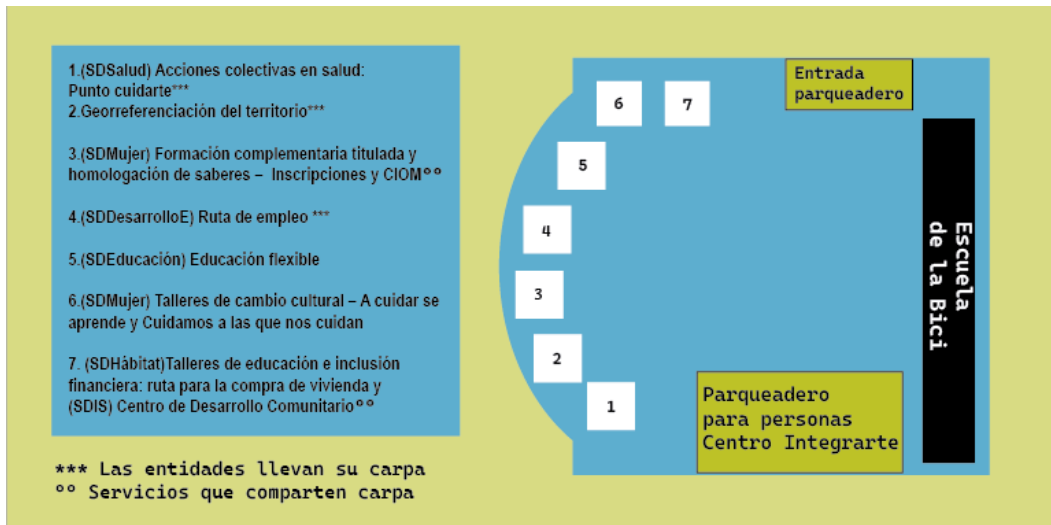 1.(SDSalud) Acciones colectivas en salud:
Punto cuidarte***
2.Georreferenciación del territorio***
3.(SDMujer) Formación complementaria titulada y
homologación de saberes – Inscripciones y CIOM°°
4.(SDDesarrolloE) Ruta de empleo ***
5.(SDEducación) Educación flexible
6.(SDMujer) Talleres de cambio cultural – A cuidar se
aprende y Cuidamos a las que nos cuidan
7. (SDHábitat)Talleres de educación e inclusión
financiera: ruta para la compra de vivienda y
(SDIS) Centro de Desarrollo Comunitario°°
*** Las entidades llevan su carpa
°° Servicios que comparten carpa
6
7
5
4
3
2
1
Entrada
parqueadero
Escuela
de la Bici
Parqueadero
para personas
Centro Integrarte